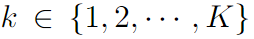 k ∈ {1, 2, ⋯ , K}